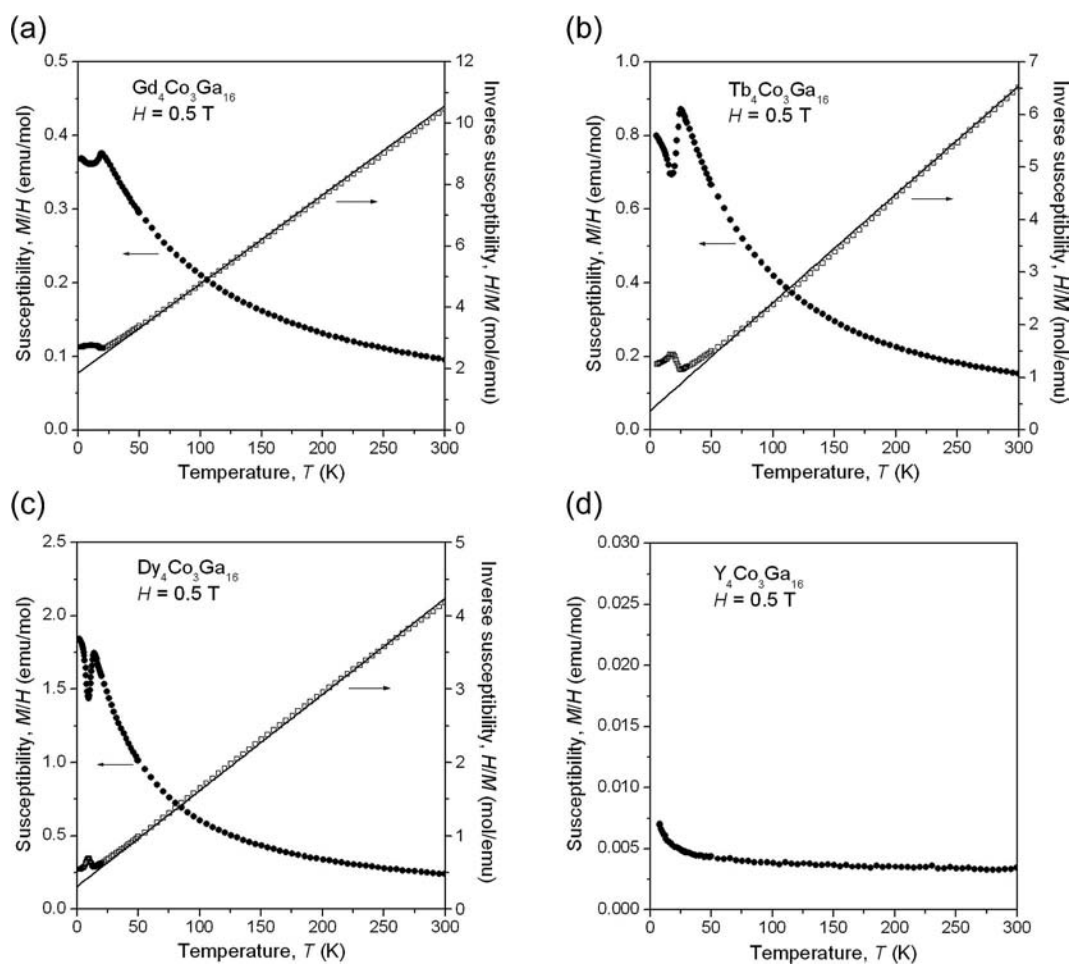 (a)
Gd4Co3Ga16
H = 0.5 T
Susceptibility, M/H (emu/mol)
0.5
0.4
0.3
0.2
0.1
0.0
12
10
8
6
4
2
0
Inverse susceptibility, H/M (mol/emu)
0 50 100 150 200 250 300
Temperature, T (K)
(b)
Tb4Co3Ga16
H = 0.5 T
Susceptibility, M/H (emu/mol)
1.0
0.8
0.6
0.4
0.2
0.0
7
6
5
4
3
2
1
0
Inverse susceptibility, H/M (mol/emu)
0 50 100 150 200 250 300
Temperature, T (K)
(c)
Dy4Co3Ga16
H = 0.5 T
Susceptibility, M/H (emu/mol)
2.5
2.0
1.5
1.0
0.5
0.0
5
4
3
2
1
0
Inverse susceptibility, H/M (mol/emu)
0 50 100 150 200 250 300
Temperature, T (K)
(d)
Y4Co3Ga16
H = 0.5 T
Susceptibility, M/H (emu/mol)
0.030
0.025
0.020
0.015
0.010
0.005
0.000
0 50 100 150 200 250 300
Temperature, T (K)